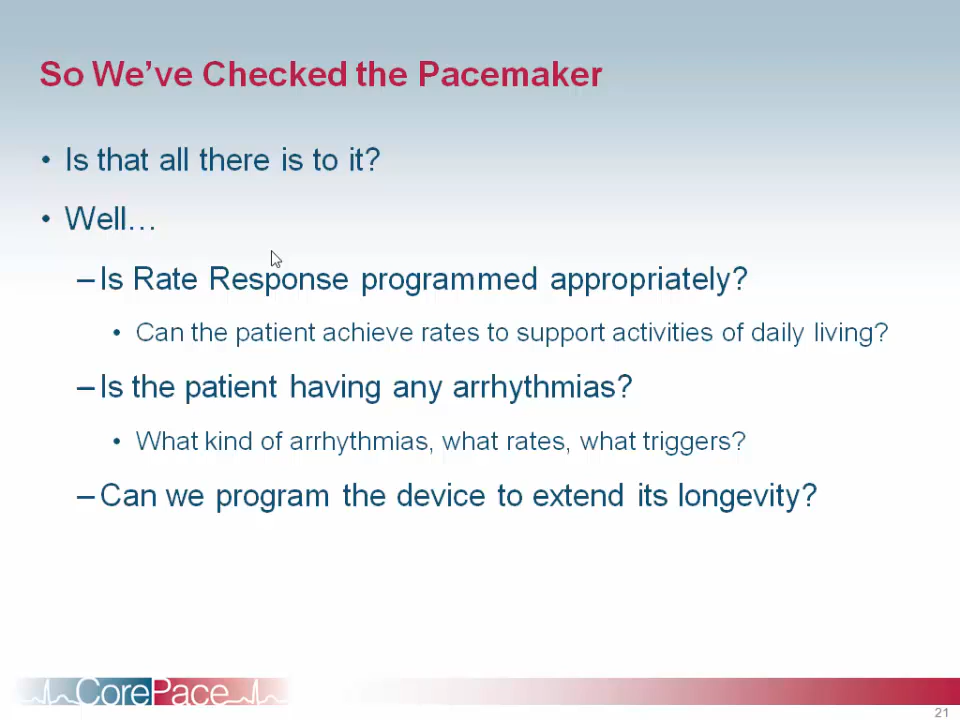 So We've Checked the Pacemaker
• Is that all there is to it?
• Well…
– Is Rate Response programmed appropriately?
• Can the patient achieve rates to support activities of daily living?
– Is the patient having any arrhythmias?
• What kind of arrhythmias, what rates, what triggers?
– Can we program the device to extend its longevity?
CorePace
21